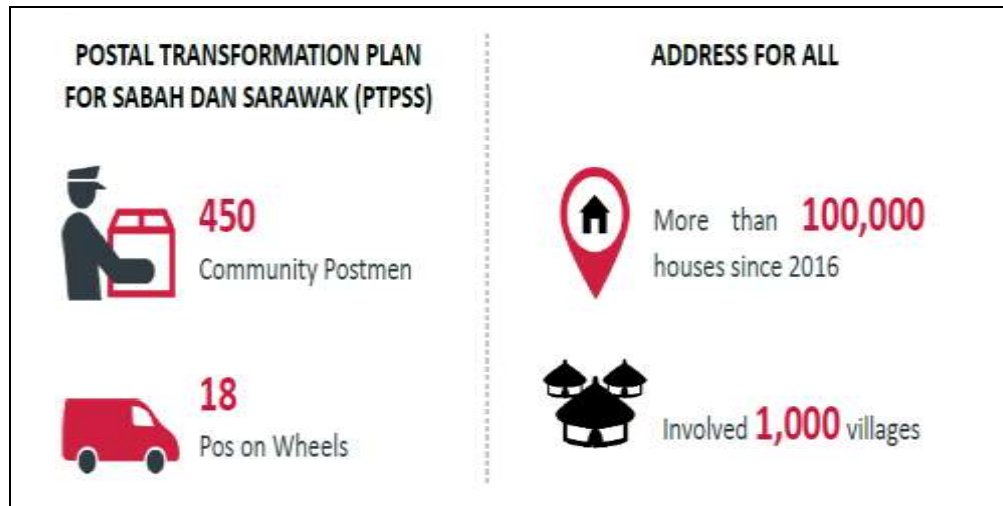 POSTAL TRANSFORMATION PLAN
FOR SABAH DAN SARAWAK (PTPSS)
450
Community Postmen
18
Pos on Wheels
ADDRESS FOR ALL
More than 100,000
houses since 2016
Involved 1,000 villages